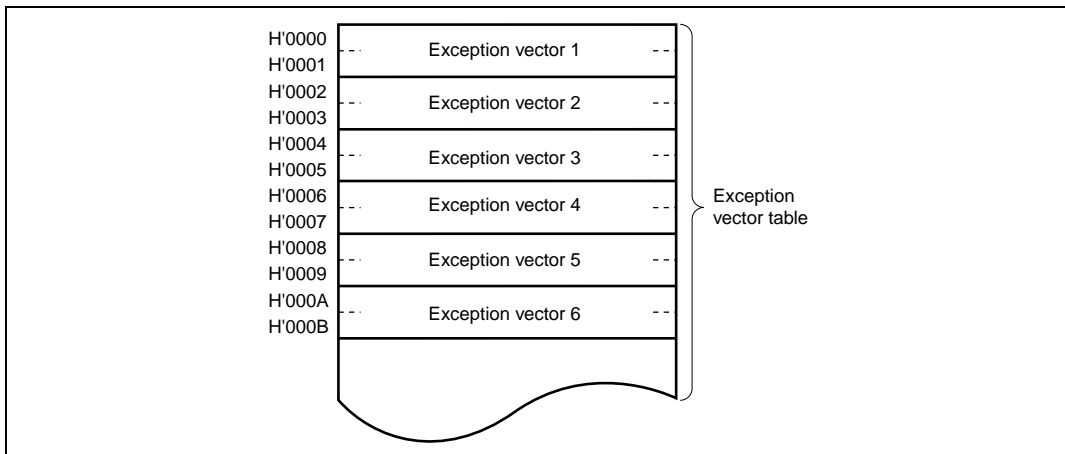 H'0000
H'0001
Exception vector 1
H'0002
H'0003
Exception vector 2
H'0004
H'0005
Exception vector 3
H'0006
H'0007
Exception vector 4
H'0008
H'0009
Exception vector 5
H'000A
H'000B
Exception vector 6
Exception
vector table